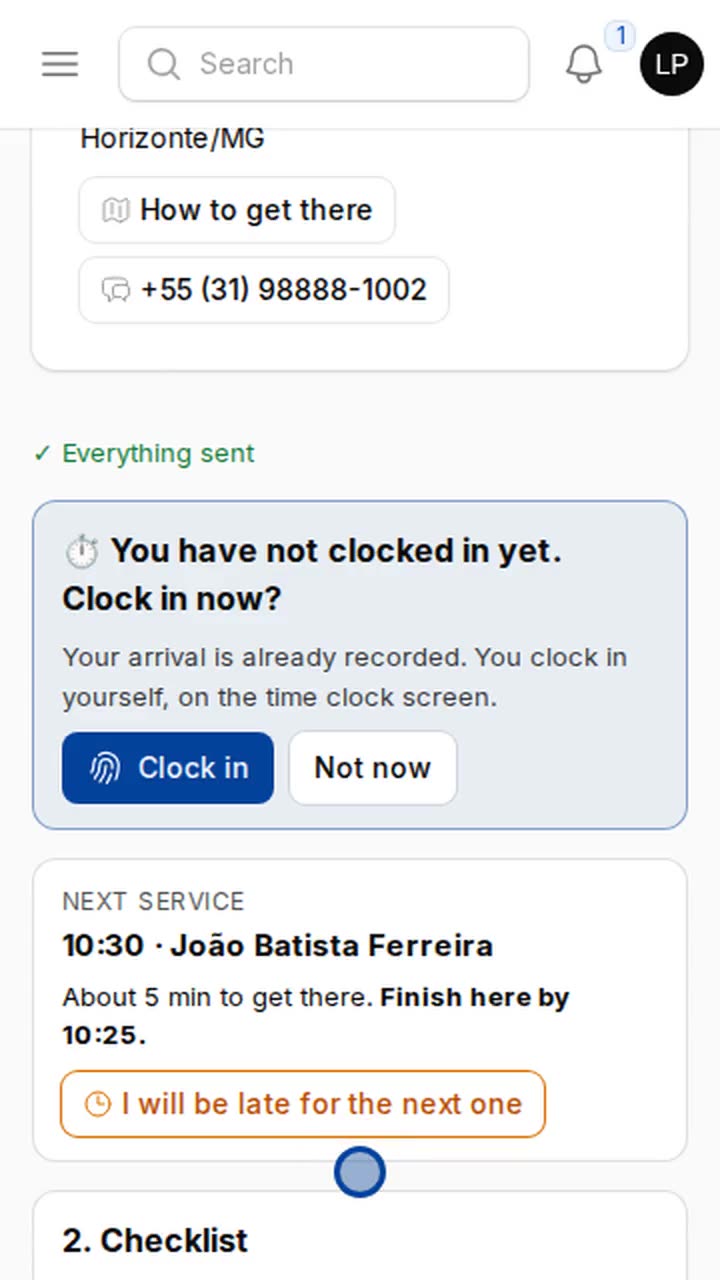 Search
1
LP
Horizonte/MG
How to get there
+55 (31) 98888-1002
✓ Everything sent
You have not clocked in yet.
Clock in now?
Your arrival is already recorded. You clock in
yourself, on the time clock screen.
Clock in
Not now
NEXT SERVICE
10:30 · João Batista Ferreira
About 5 min to get there. Finish here by
10:25.
I will be late for the next one
2. Checklist